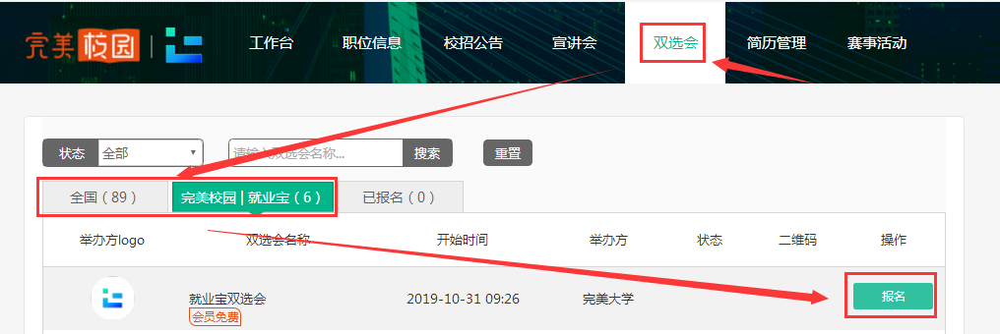 完美校园
工作台 职位信息 校招公告 宣讲会 双选会 简历管理 赛事活动
状态 全部 请输入双选会名称... 搜索 重置
全国（89） 完美校园 | 就业宝（6） 已报名（0）
举办方logo 双选会名称 开始时间 举办方 状态 二维码 操作
就业宝双选会 2019-10-31 09:26 完美大学 报名
会员免费